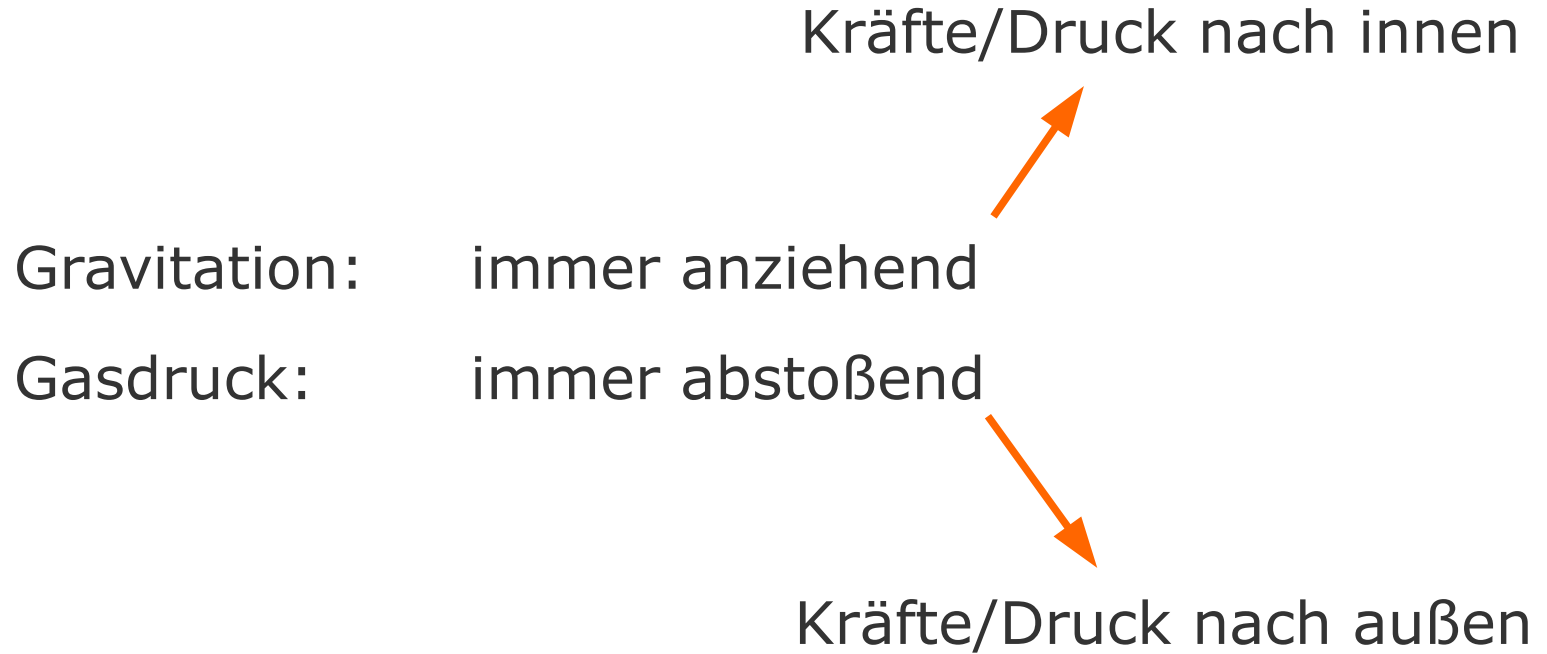 Kräfte/Druck nach innen
Gravitation: immer anziehend
Gasdruck: immer abstoßend
Kräfte/Druck nach außen